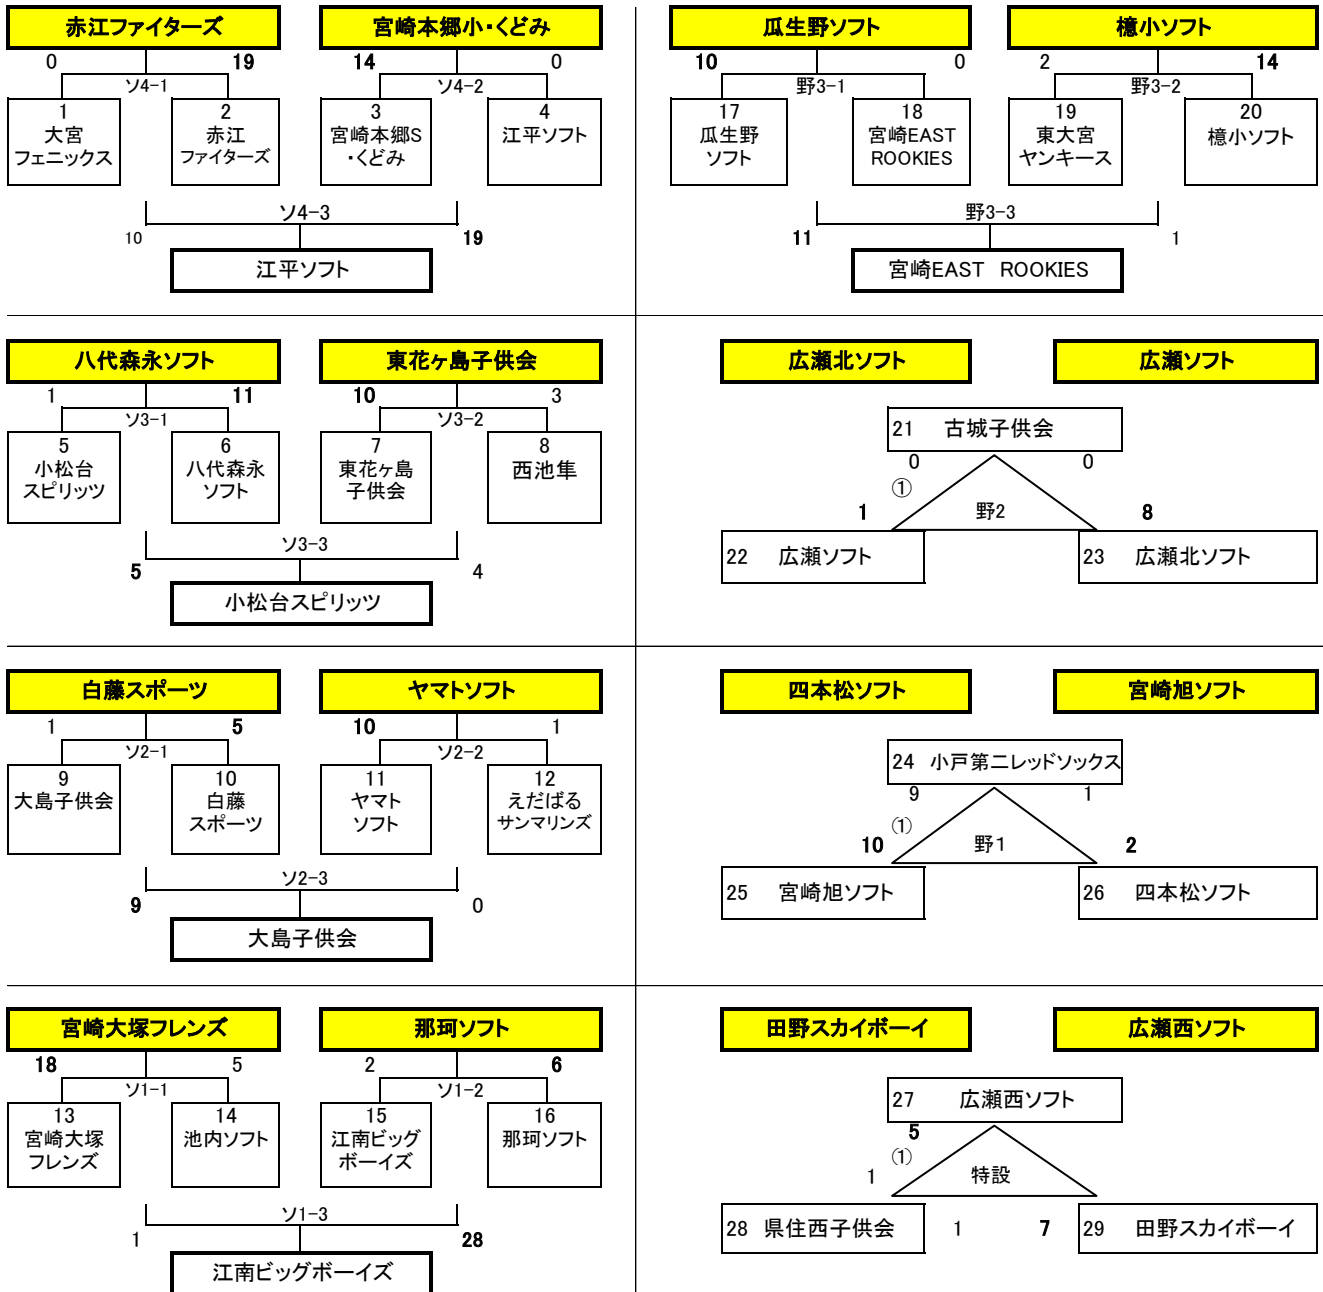 赤江ファイターズ
宮崎本郷小・くどみ
0
19
14
0
ソ4-1
ソ4-2
1
大宮
フェニックス
2
赤江
ファイターズ
3
宮崎本郷S
・くどみ
4
江平ソフト
ソ4-3
10
19
江平ソフト
瓜生野ソフト
檍小ソフト
10
0
2
14
野3-1
野3-2
17
瓜生野
ソフト
18
宮崎EAST
ROOKIES
19
東大宮
ヤンキース
20
檍小ソフト
野3-3
11
1
宮崎EAST ROOKIES
八代森永ソフト
東花ヶ島子供会
1
11
10
3
ソ3-1
ソ3-2
5
小松台
スピリッツ
6
八代森永
ソフト
7
東花ヶ島
子供会
8
西池隼
ソ3-3
5
4
小松台スピリッツ
広瀬北ソフト
広瀬ソフト
21 古城子供会
0
0
①
1
野2
8
22 広瀬ソフト
23 広瀬北ソフト
白藤スポーツ
ヤマトソフト
1
5
10
1
ソ2-1
ソ2-2
9
大島子供会
10
白藤
スポーツ
11
ヤマト
ソフト
12
えだばる
サンマリンズ
ソ2-3
9
0
大島子供会
四本松ソフト
宮崎旭ソフト
24 小戸第二レッドソックス
9
1
①
10
野1
2
25 宮崎旭ソフト
26 四本松ソフト
宮崎大塚フレンズ
那珂ソフト
18
5
2
6
ソ1-1
ソ1-2
13
宮崎大塚
フレンズ
14
池内ソフト
15
江南ビッグ
ボーイズ
16
那珂ソフト
ソ1-3
1
28
江南ビッグボーイズ
田野スカイボーイ
広瀬西ソフト
27 広瀬西ソフト
5
①
1
特設
28 県住西子供会
1
7
29 田野スカイボーイ